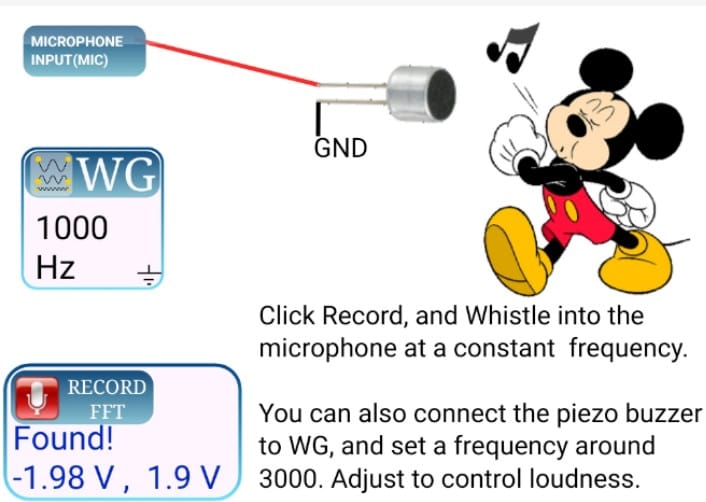 MICROPHONE
INPUT(MIC)
GND
WG
1000
Hz
Click Record, and Whistle into the
microphone at a constant frequency.
RECORD
FFT
Found!
-1.98 V , 1.9 V
You can also connect the piezo buzzer
to WG, and set a frequency around
3000. Adjust to control loudness.